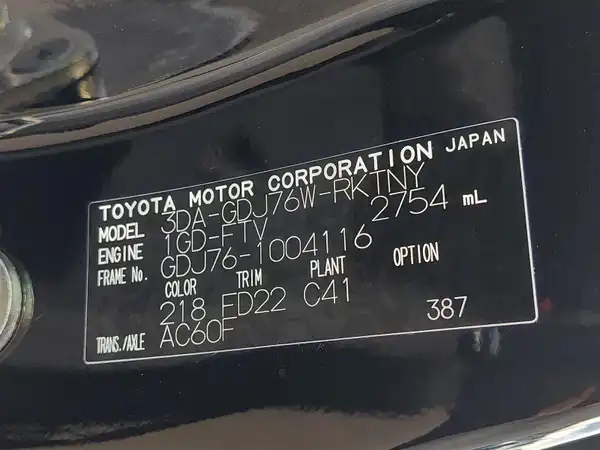 TOYOTA MOTOR CORPORATION JAPAN
MODEL 3DA-GDJ76W-RKTNY
ENGINE 1GD-FTV 2754 mL
FRAME No. GDJ76-1004116
COLOR TRIM PLANT OPTION
218 FD22 C41
TRANS./AXLE AC60F 387